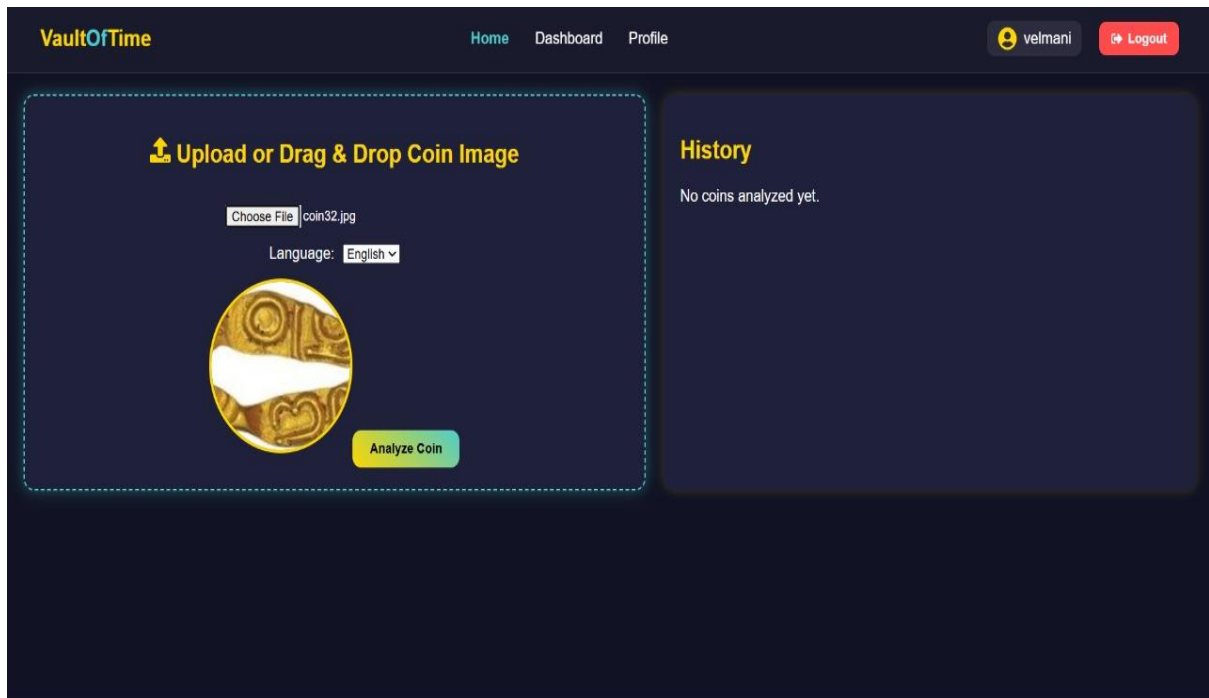 VaultOfTime Home Dashboard Profile velmani Logout
Upload or Drag & Drop Coin Image
Choose File coin32.jpg
Language: English
Analyze Coin
History
No coins analyzed yet.